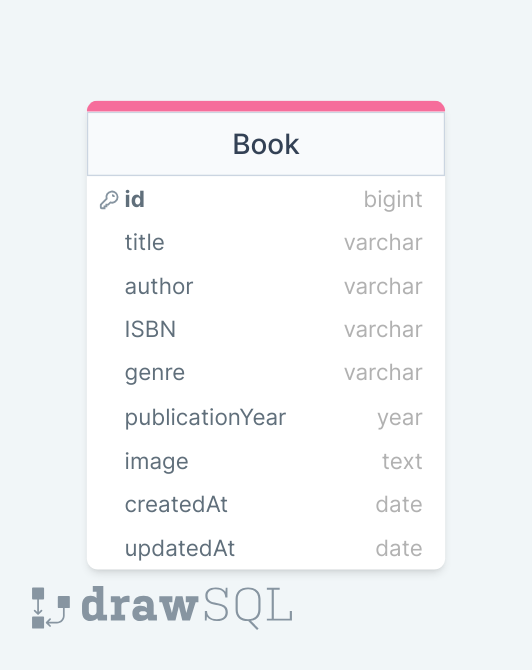 Book
id bigint
title varchar
author varchar
ISBN varchar
genre varchar
publicationYear year
image text
createdAt date
updatedAt date
drawSQL